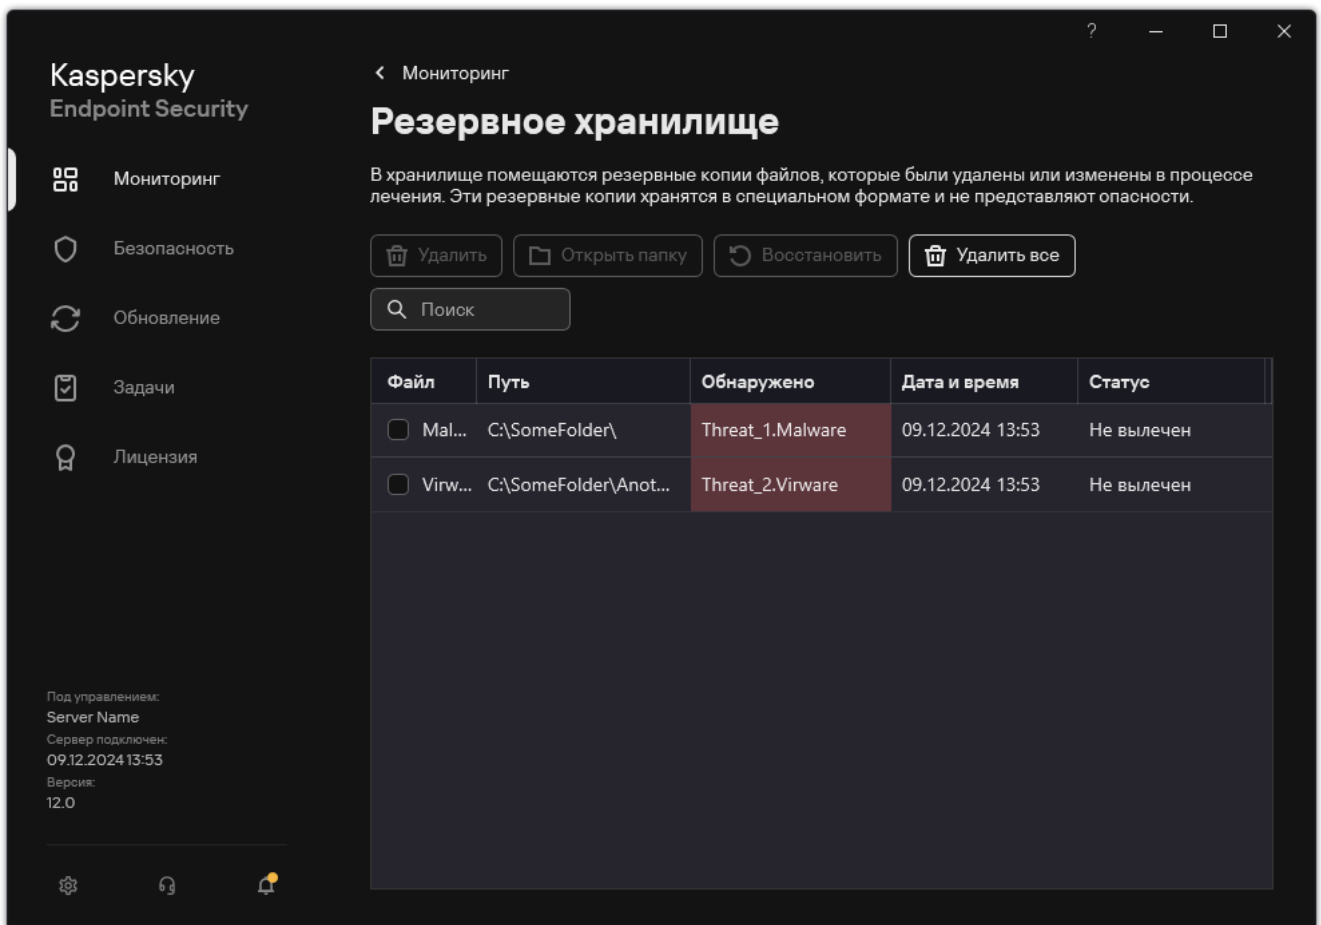 ?
Kaspersky
Endpoint Security
Мониторинг
Безопасность
Обновление
Задачи
Лицензия
Под управлением:
Server Name
Сервер подключен:
09.12.2024 13:53
Версия:
12.0
Мониторинг
Резервное хранилище
В хранилище помещаются резервные копии файлов, которые были удалены или изменены в процессе
лечения. Эти резервные копии хранятся в специальном формате и не представляют опасности.
Удалить Открыть папку Восстановить Удалить все
Поиск
Файл Путь Обнаружено Дата и время Статус
Mal... C:\SomeFolder\ Threat_1.Malware 09.12.2024 13:53 Не вылечен
Virw... C:\SomeFolder\Anot... Threat_2.Virware 09.12.2024 13:53 Не вылечен